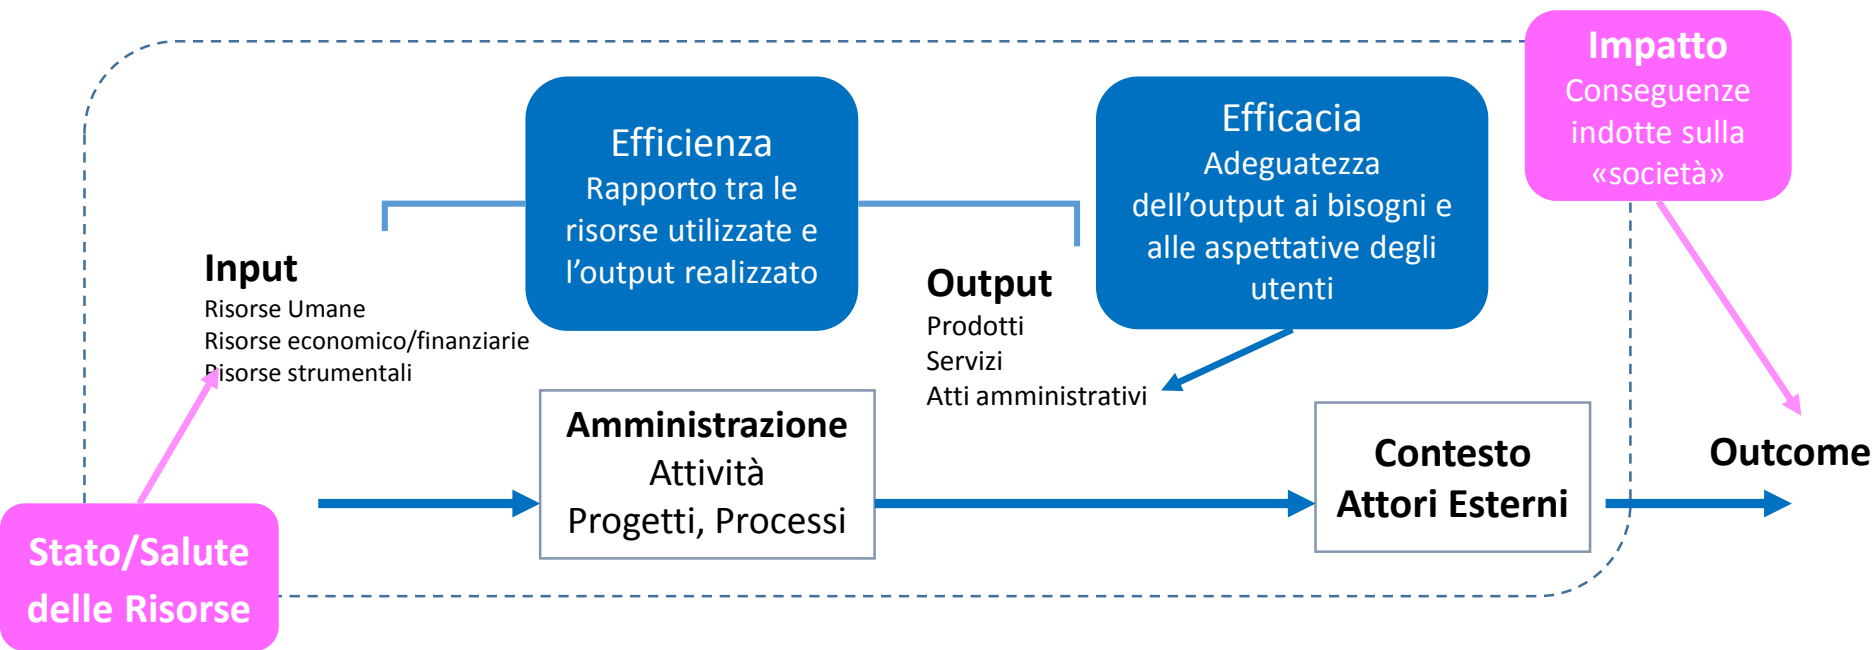 Impatto
Conseguenze
indotte sulla
«società»
Efficienza
Rapporto tra le
risorse utilizzate e
l’output realizzato
Efficacia
Adeguatezza
dell’output ai bisogni e
alle aspettative degli
utenti
Input
Risorse Umane
Risorse economico/finanziarie
Risorse strumentali
Output
Prodotti
Servizi
Atti amministrativi
Amministrazione
Attività
Progetti, Processi
Contesto
Attori Esterni
Outcome
Stato/Salute
delle Risorse